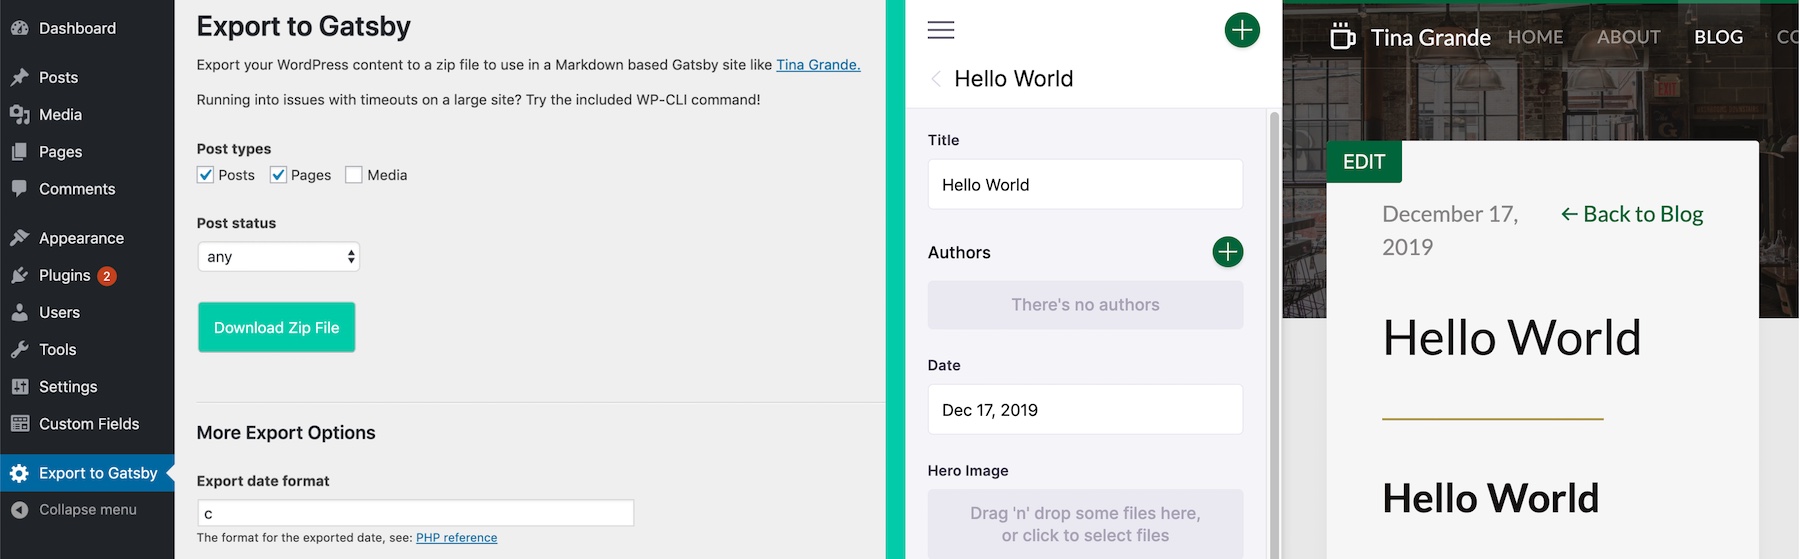 Dashboard
Posts
Media
Pages
Comments
Appearance
Plugins 2
Users
Tools
Settings
Custom Fields
Export to Gatsby
Collapse menu
Export to Gatsby
Export your WordPress content to a zip file to use in a Markdown based Gatsby site like Tina Grande.
Running into issues with timeouts on a large site? Try the included WP-CLI command!
Post types
Posts Pages Media
Post status
any
Download Zip File
More Export Options
Export date format
c
The format for the exported date, see: PHP reference
Hello World
Title
Hello World
Authors
There's no authors
Date
Dec 17, 2019
Hero Image
Drag 'n' drop some files here,
or click to select files
Tina Grande HOME ABOUT BLOG CO
EXIT
EDIT
December 17,
2019
← Back to Blog
Hello World
Hello World